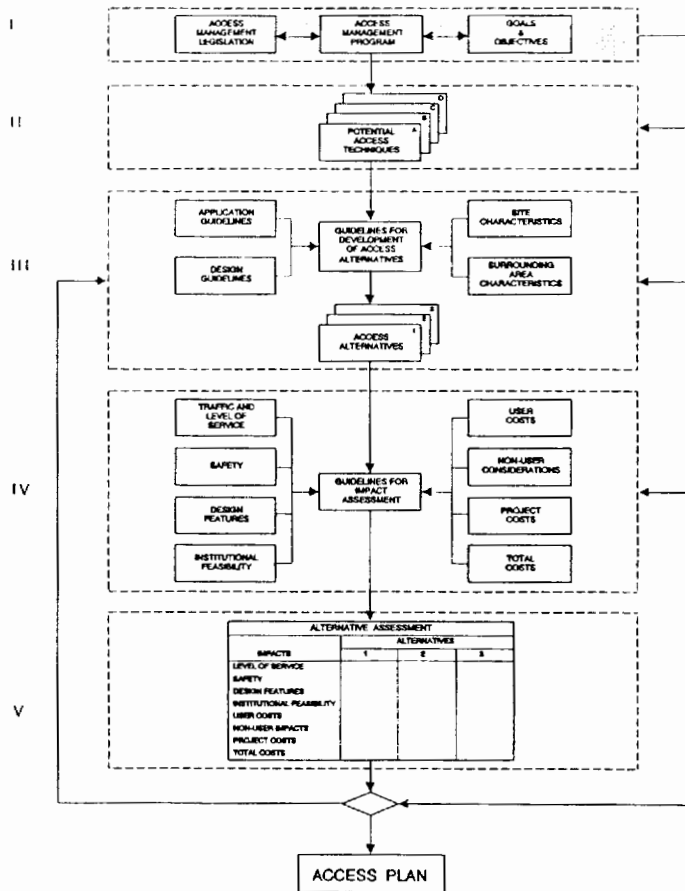 I
ACCESS
MANAGEMENT
LEGISLATION
ACCESS
MANAGEMENT
PROGRAM
GOALS
&
OBJECTIVES
II
D
C
B
A
POTENTIAL
ACCESS
TECHNIQUES
III
APPLICATION
GUIDELINES
DESIGN
GUIDELINES
GUIDELINES FOR
DEVELOPMENT
OF ACCESS
ALTERNATIVES
SITE
CHARACTERISTICS
SURROUNDING
AREA
CHARACTERISTICS
3
2
1
ACCESS
ALTERNATIVES
IV
TRAFFIC AND
LEVEL OF
SERVICE
SAFETY
DESIGN
FEATURES
INSTITUTIONAL
FEASIBILITY
GUIDELINES FOR
IMPACT
ASSESSMENT
USER
COSTS
NON-USER
CONSIDERATIONS
PROJECT
COSTS
TOTAL
COSTS
V
ALTERNATIVE ASSESSMENT
ALTERNATIVES
IMPACTS 1 2 3
LEVEL OF SERVICE
SAFETY
DESIGN FEATURES
INSTITUTIONAL FEASIBILITY
USER COSTS
NON-USER IMPACTS
PROJECT COSTS
TOTAL COSTS
ACCESS PLAN